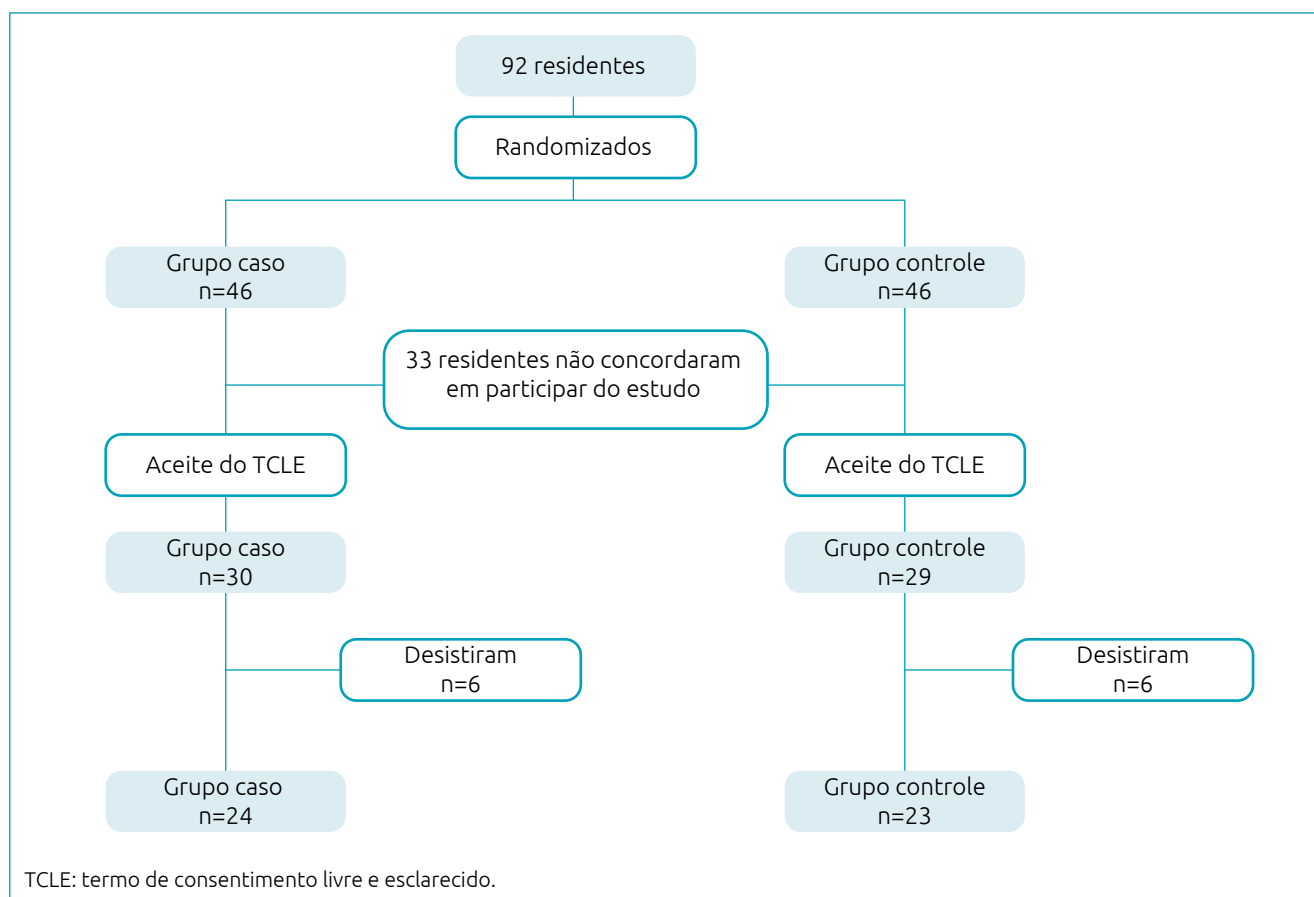 92 residentes
Randomizados
Grupo caso
n=46
Grupo controle
n=46
33 residentes não concordaram
em participar do estudo
Aceite do TCLE
Aceite do TCLE
Grupo caso
n=30
Grupo controle
n=29
Desistiram
n=6
Desistiram
n=6
Grupo caso
n=24
Grupo controle
n=23
TCLE: termo de consentimento livre e esclarecido.